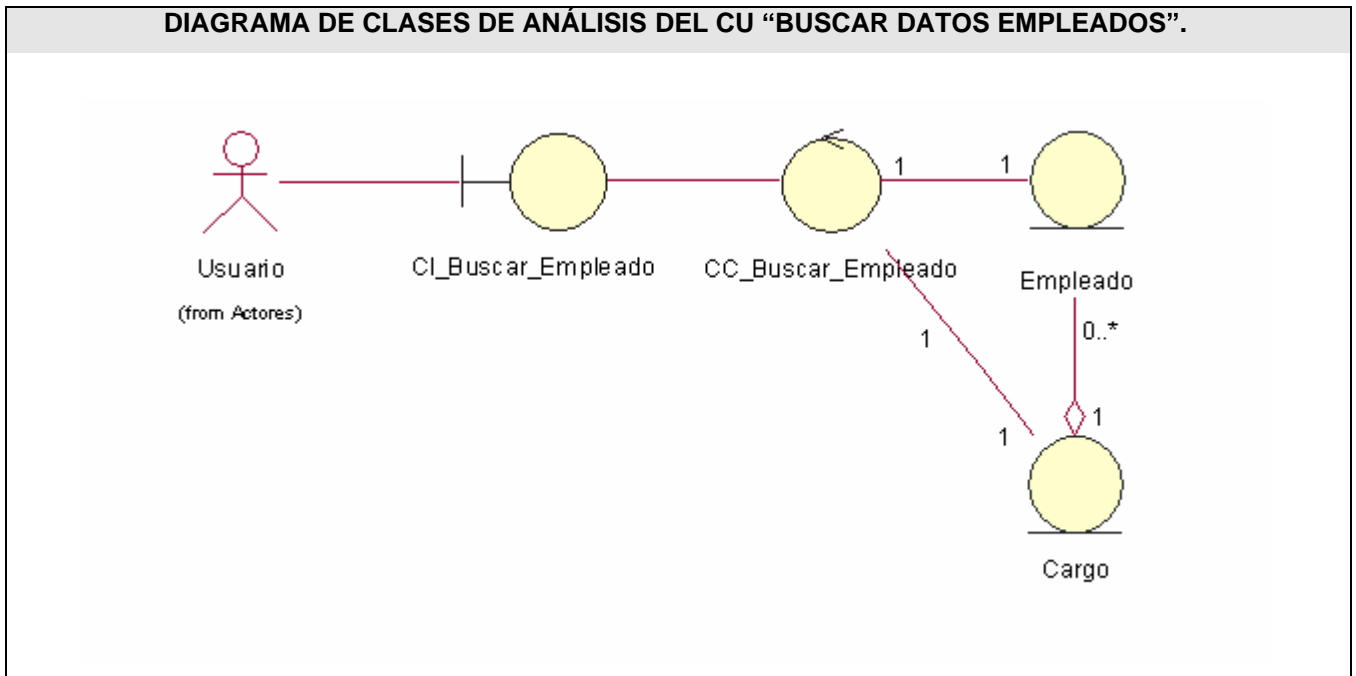 DIAGRAMA DE CLASES DE ANÁLISIS DEL CU “BUSCAR DATOS EMPLEADOS”.
1 1
Usuario CI_Buscar_Empleado CC_Buscar_Empleado Empleado
(from Actores)
0..*
1
1
1
Cargo